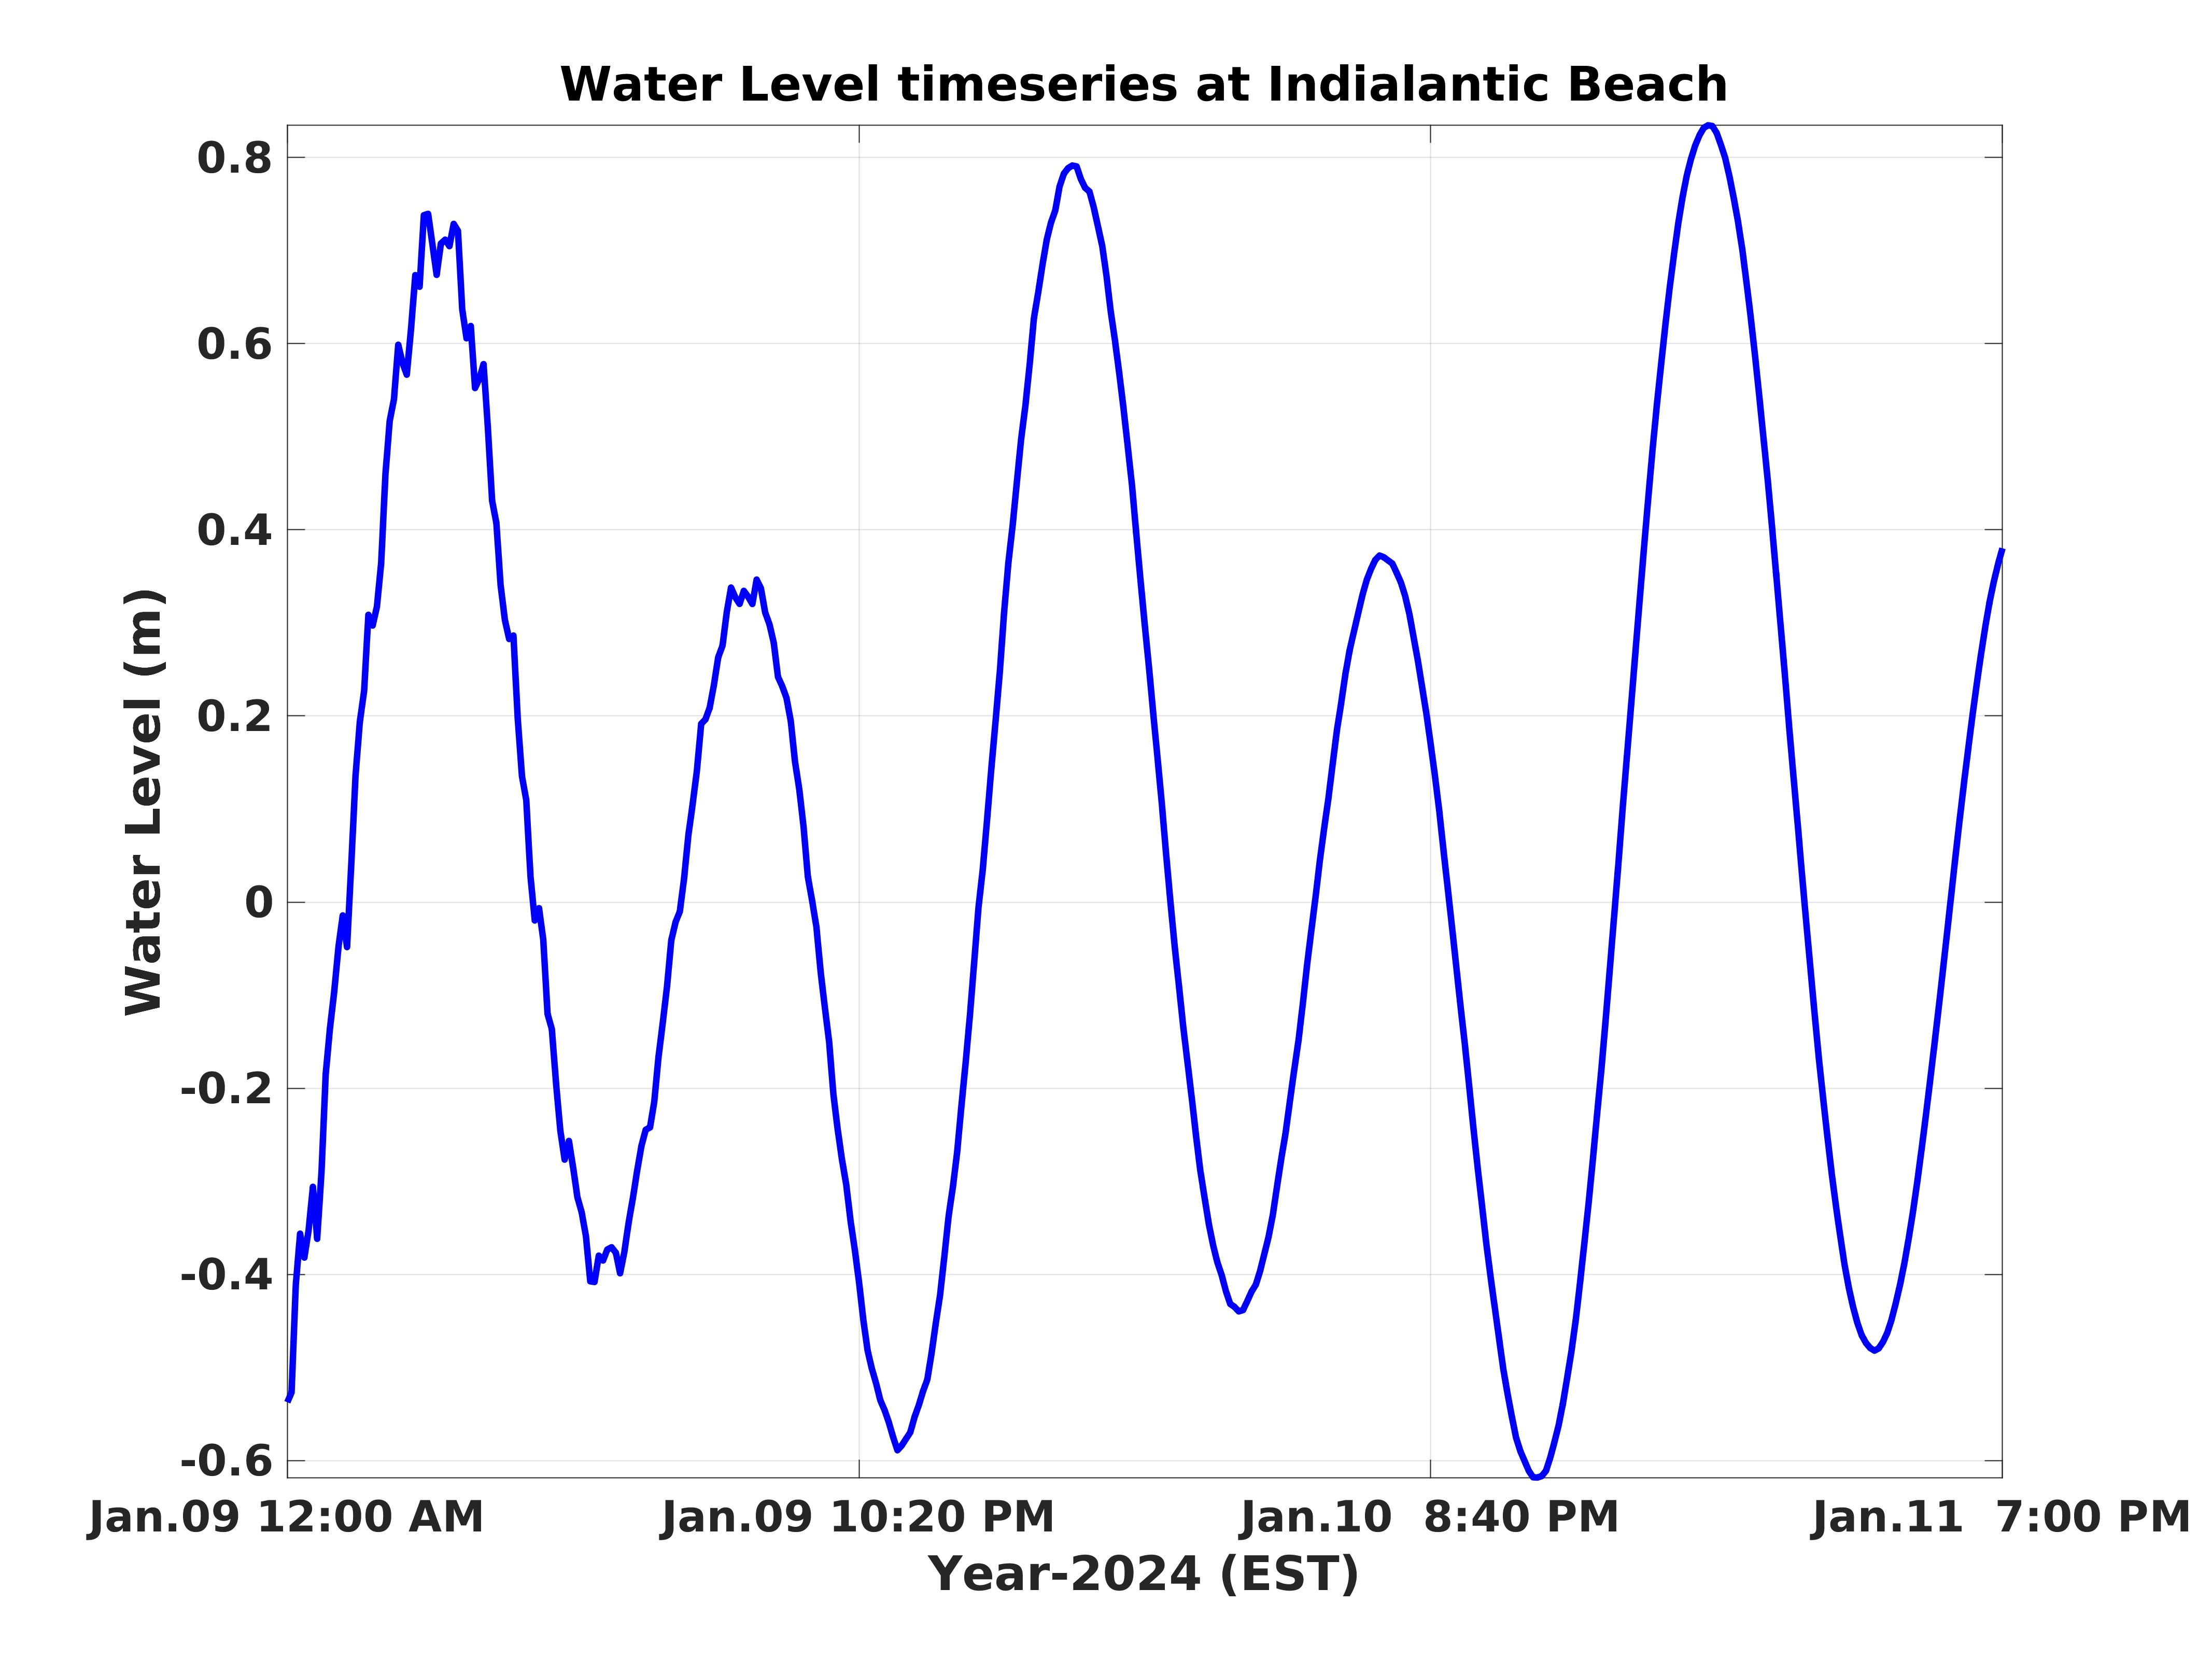 Water Level timeseries at Indialantic Beach
0.8
0.6
0.4
0.2
0
-0.2
-0.4
-0.6
Water Level (m)
Jan.09 12:00 AM
Jan.09 10:20 PM
Jan.10  8:40 PM
Jan.11  7:00 PM
Year-2024 (EST)